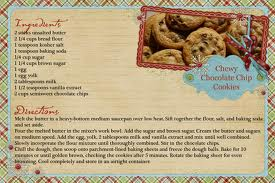 Ingredients
2 sticks unsalted butter
2 1/4 cups bread flour
1 teaspoon kosher salt
1 teaspoon baking soda
1/4 cup sugar
1 1/4 cups brown sugar
1 egg
1 egg yolk
2 tablespoons milk
1 1/2 teaspoons vanilla extract
2 cups semisweet chocolate chips
Chewy
Chocolate Chip
Cookies
Directions
Melt the butter in a heavy-bottom medium saucepan over low heat. Sift together the flour, salt, and baking soda
and set aside.
Pour the melted butter in the mixer's work bowl. Add the sugar and brown sugar. Cream the butter and sugars
on medium speed. Add the egg, yolk, 2 tablespoons milk and vanilla extract and mix until well combined.
Slowly incorporate the flour mixture until thoroughly combined. Stir in the chocolate chips.
Chill the dough, then scoop onto parchment-lined baking sheets and freeze the dough balls. Bake for 10
minutes or until golden brown, checking the cookies after 5 minutes. Rotate the baking sheet for even
browning. Cool completely and store in an airtight container